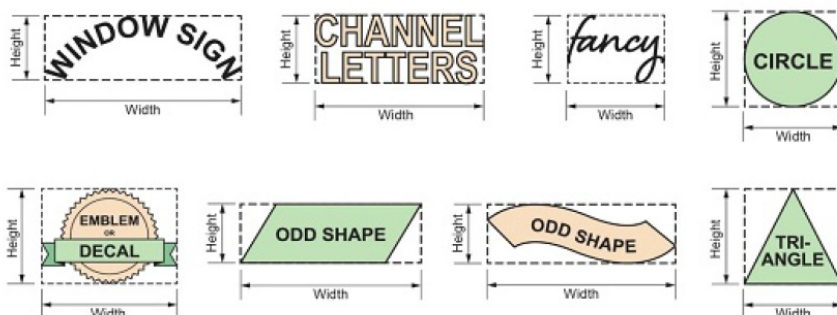 Height
WINDOW SIGN
Width
Height
CHANNEL
LETTERS
Width
Height
fancy
Width
Height
CIRCLE
Width
Height
EMBLEM
OR
DECAL
Width
Height
ODD SHAPE
Width
Height
ODD SHAPE
Width
Height
TRI-
ANGLE
Width